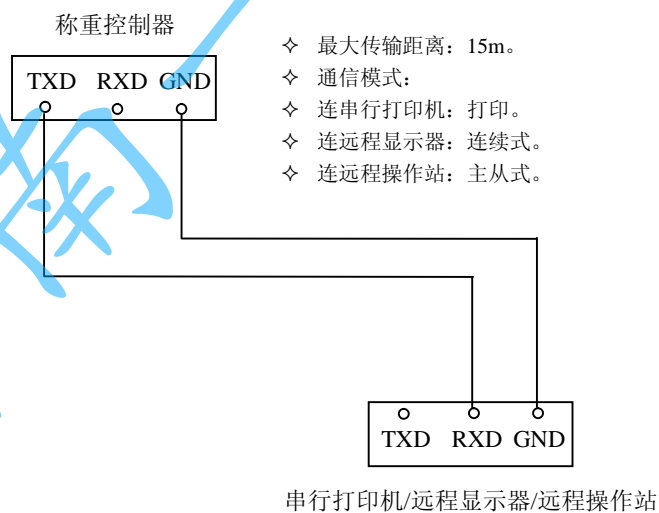 称重控制器
TXD RXD GND
✧ 最大传输距离：15m。
✧ 通信模式：
✧ 连串行打印机：打印。
✧ 连远程显示器：连续式。
✧ 连远程操作站：主从式。
南
TXD RXD GND
串行打印机/远程显示器/远程操作站